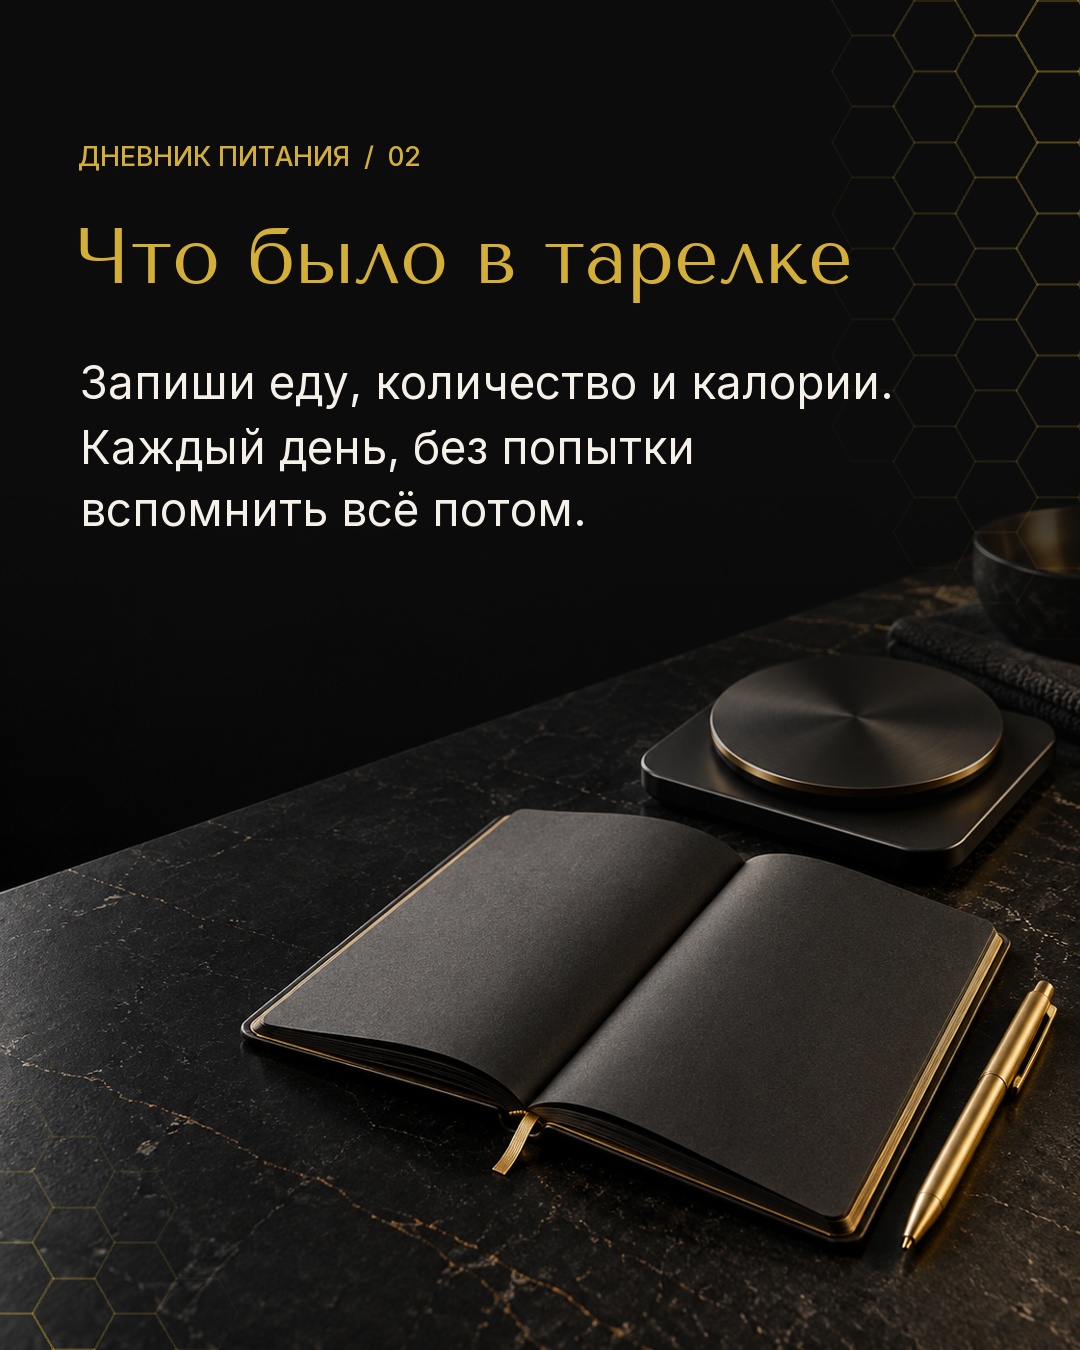 ДНЕВНИК ПИТАНИЯ / 02
Что было в тарелке
Запиши еду, количество и калории.
Каждый день, без попытки
вспомнить всё потом.